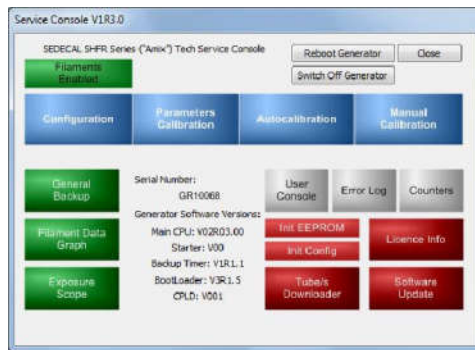 Service Console V1R3.0
SEDECAL SHFR Series ("Amix") Tech Service Console
Reboot Generator
Close
Filaments
Enabled
Switch Off Generator
Configuration
Parameters
Calibration
Autocalibration
Manual
Calibration
General
Backup
Serial Number:
GR10068
User
Console
Error Log
Counters
Generator Software Versions:
Filament Data
Graph
Main CPU: V02R03.00
Starter: V00
Backup Timer: V1R1.1
Init EEPROM
Init Config
Licence Info
Exposure
Scope
BootLoader: V3R1.5
CPLD: V001
Tube/s
Downloader
Software
Update